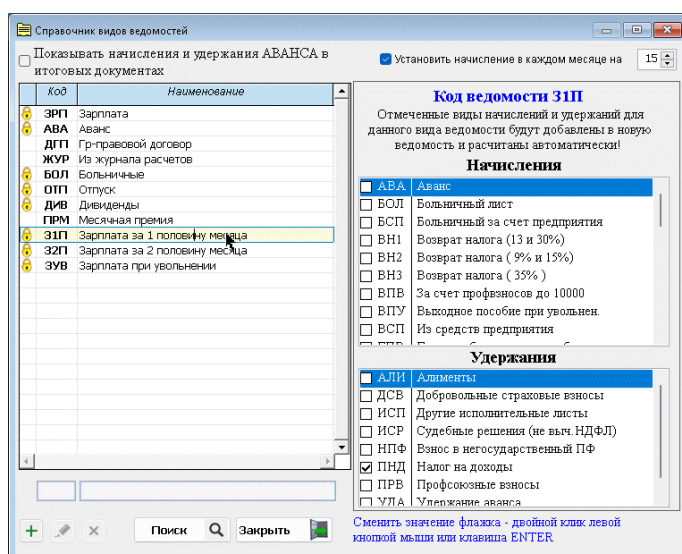 Справочник видов ведомостей
Показывать начисления и удержания АВАНСА в
итоговых документах
Установить начисление в каждом месяце на 15
Код Наименование
ЗРП Зарплата
АВА Аванс
ДГП Гр-правовой договор
ЖУР Из журнала расчетов
БОЛ Больничные
ОТП Отпуск
ДИВ Дивиденды
ПРМ Месячная премия
З1П Зарплата за 1 половину месяца
З2П Зарплата за 2 половину месяца
ЗУВ Зарплата при увольнении
Поиск Закрыть
Код ведомости З1П
Отмеченные виды начислений и удержаний для
данного вида ведомости будут добавлены в новую
ведомость и расчитаны автоматически!
Начисления
АВА Аванс
БОЛ Больничный лист
БСП Больничный за счет предприятия
ВН1 Возврат налога (13 и 30%)
ВН2 Возврат налога ( 9% и 15%)
ВН3 Возврат налога ( 35% )
ВПВ За счет профвзносов до 10000
ВПУ Выходное пособие при увольнен.
ВСП Из средств предприятия
Удержания
АЛИ Алименты
ДСВ Добровольные страховые взносы
ИСП Другие исполнительные листы
ИСР Судебные решения (не выч.НДФЛ)
НПФ Взнос в негосударственный ПФ
ПНД Налог на доходы
ПРВ Профсоюзные взносы
УДА Удержание аванса
Сменить значение флажка - двойной клик левой
кнопкой мыши или клавиша ENTER